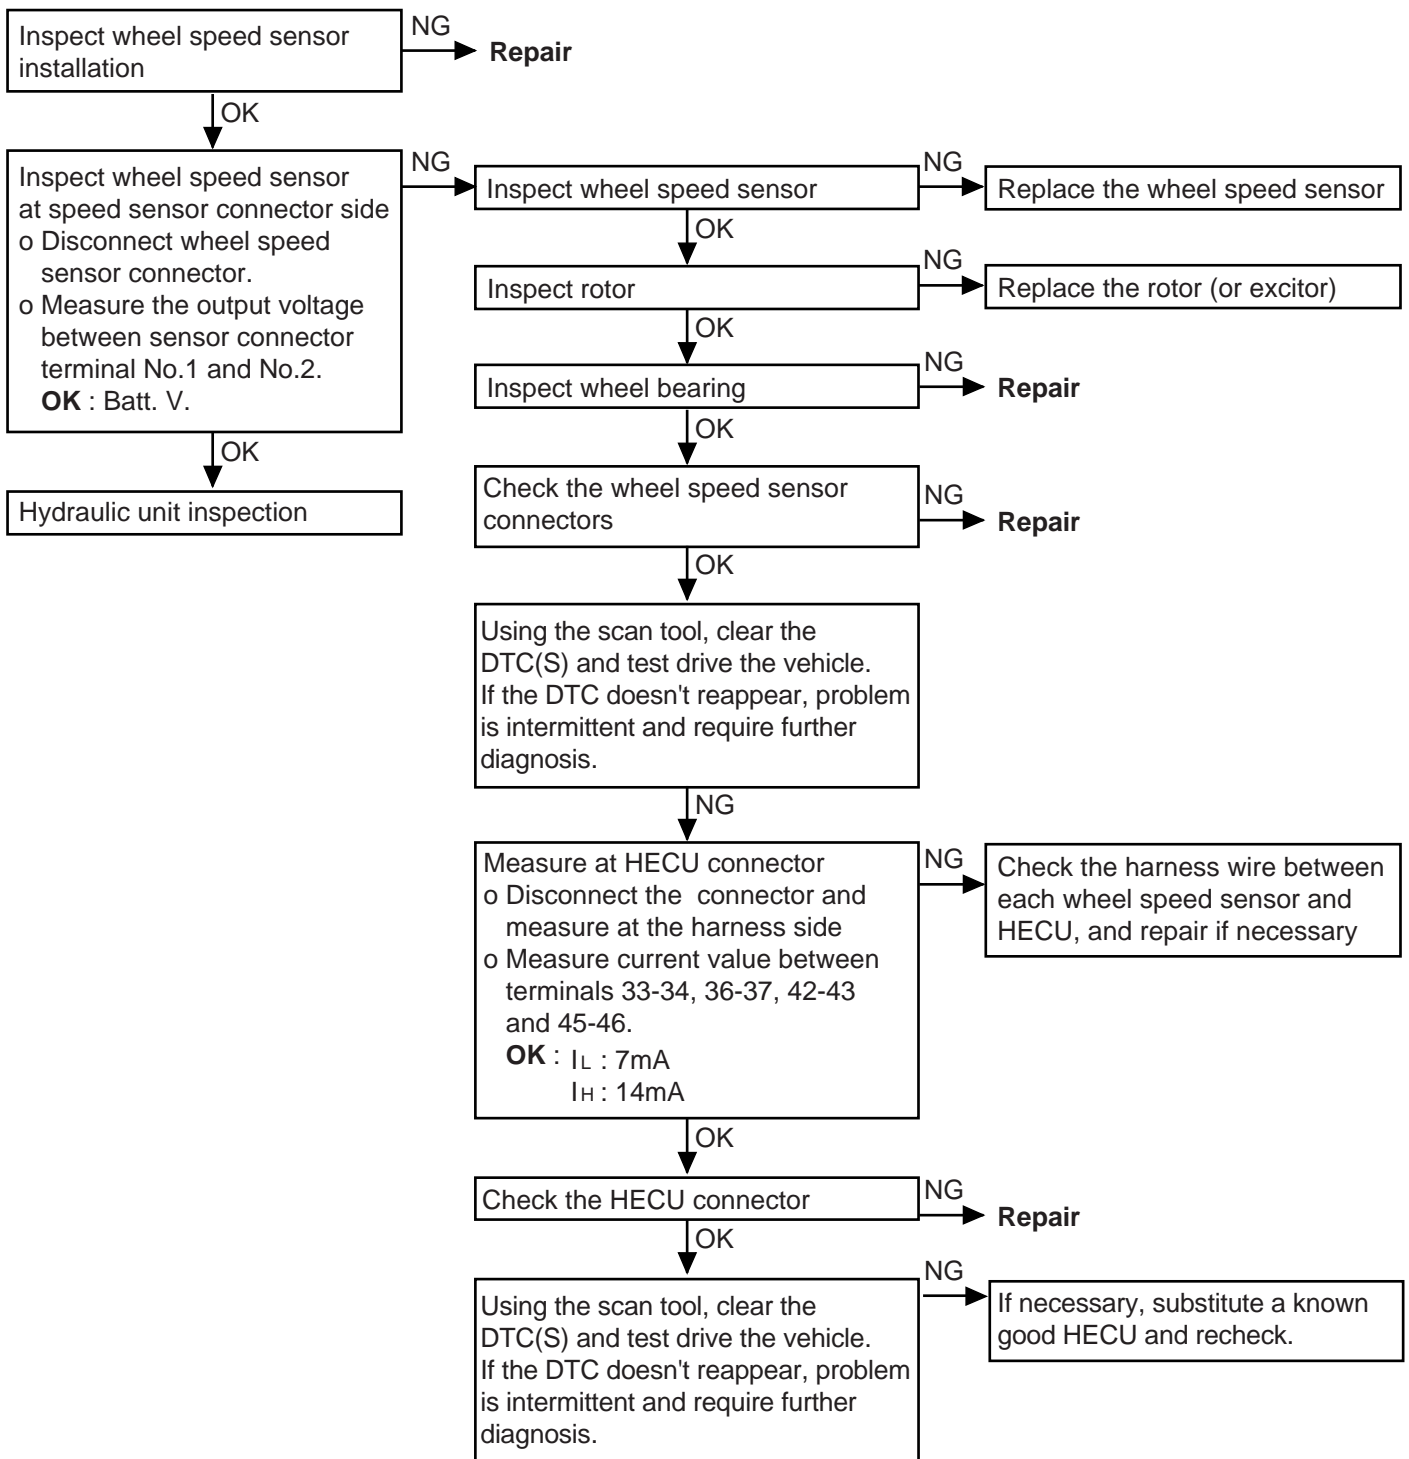 Inspect wheel speed sensor
installation
NG
Repair
OK
Inspect wheel speed sensor
at speed sensor connector side
o Disconnect wheel speed
sensor connector.
o Measure the output voltage
between sensor connector
terminal No.1 and No.2.
OK : Batt. V.
NG
OK
Hydraulic unit inspection
Inspect wheel speed sensor
NG
Replace the wheel speed sensor
OK
Inspect rotor
NG
Replace the rotor (or excitor)
OK
Inspect wheel bearing
NG
Repair
OK
Check the wheel speed sensor
connectors
NG
Repair
OK
Using the scan tool, clear the
DTC(S) and test drive the vehicle.
If the DTC doesn't reappear, problem
is intermittent and require further
diagnosis.
NG
Measure at HECU connector
o Disconnect the connector and
measure at the harness side
o Measure current value between
terminals 33-34, 36-37, 42-43
and 45-46.
OK : IL : 7mA
IH : 14mA
NG
Check the harness wire between
each wheel speed sensor and
HECU, and repair if necessary
OK
Check the HECU connector
NG
Repair
OK
Using the scan tool, clear the
DTC(S) and test drive the vehicle.
If the DTC doesn't reappear, problem
is intermittent and require further
diagnosis.
NG
If necessary, substitute a known
good HECU and recheck.